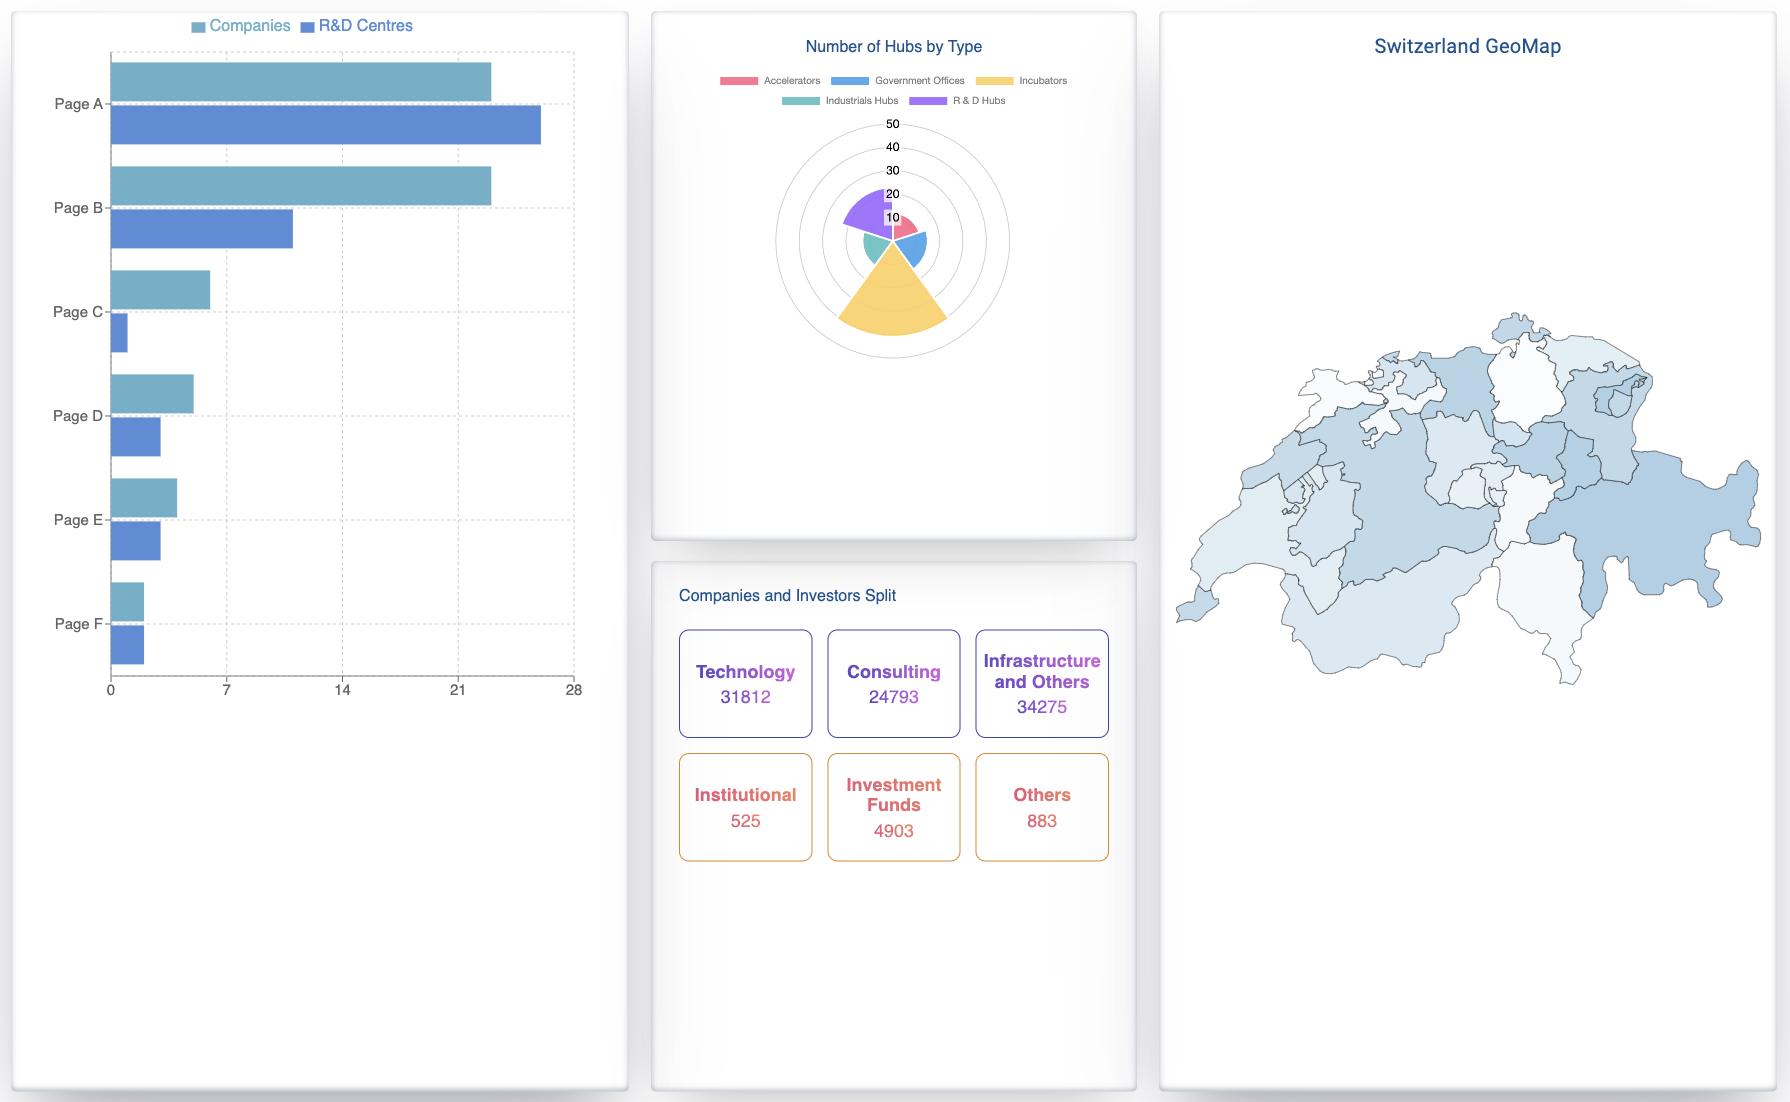 Companies R&D Centres
Page A
Page B
Page C
Page D
Page E
Page F
0 7 14 21 28
Number of Hubs by Type
Accelerators Government Offices Incubators
Industrials Hubs R & D Hubs
50
40
30
20
10
Companies and Investors Split
Technology
31812
Consulting
24793
Infrastructure
and Others
34275
Institutional
525
Investment
Funds
4903
Others
883
Switzerland GeoMap